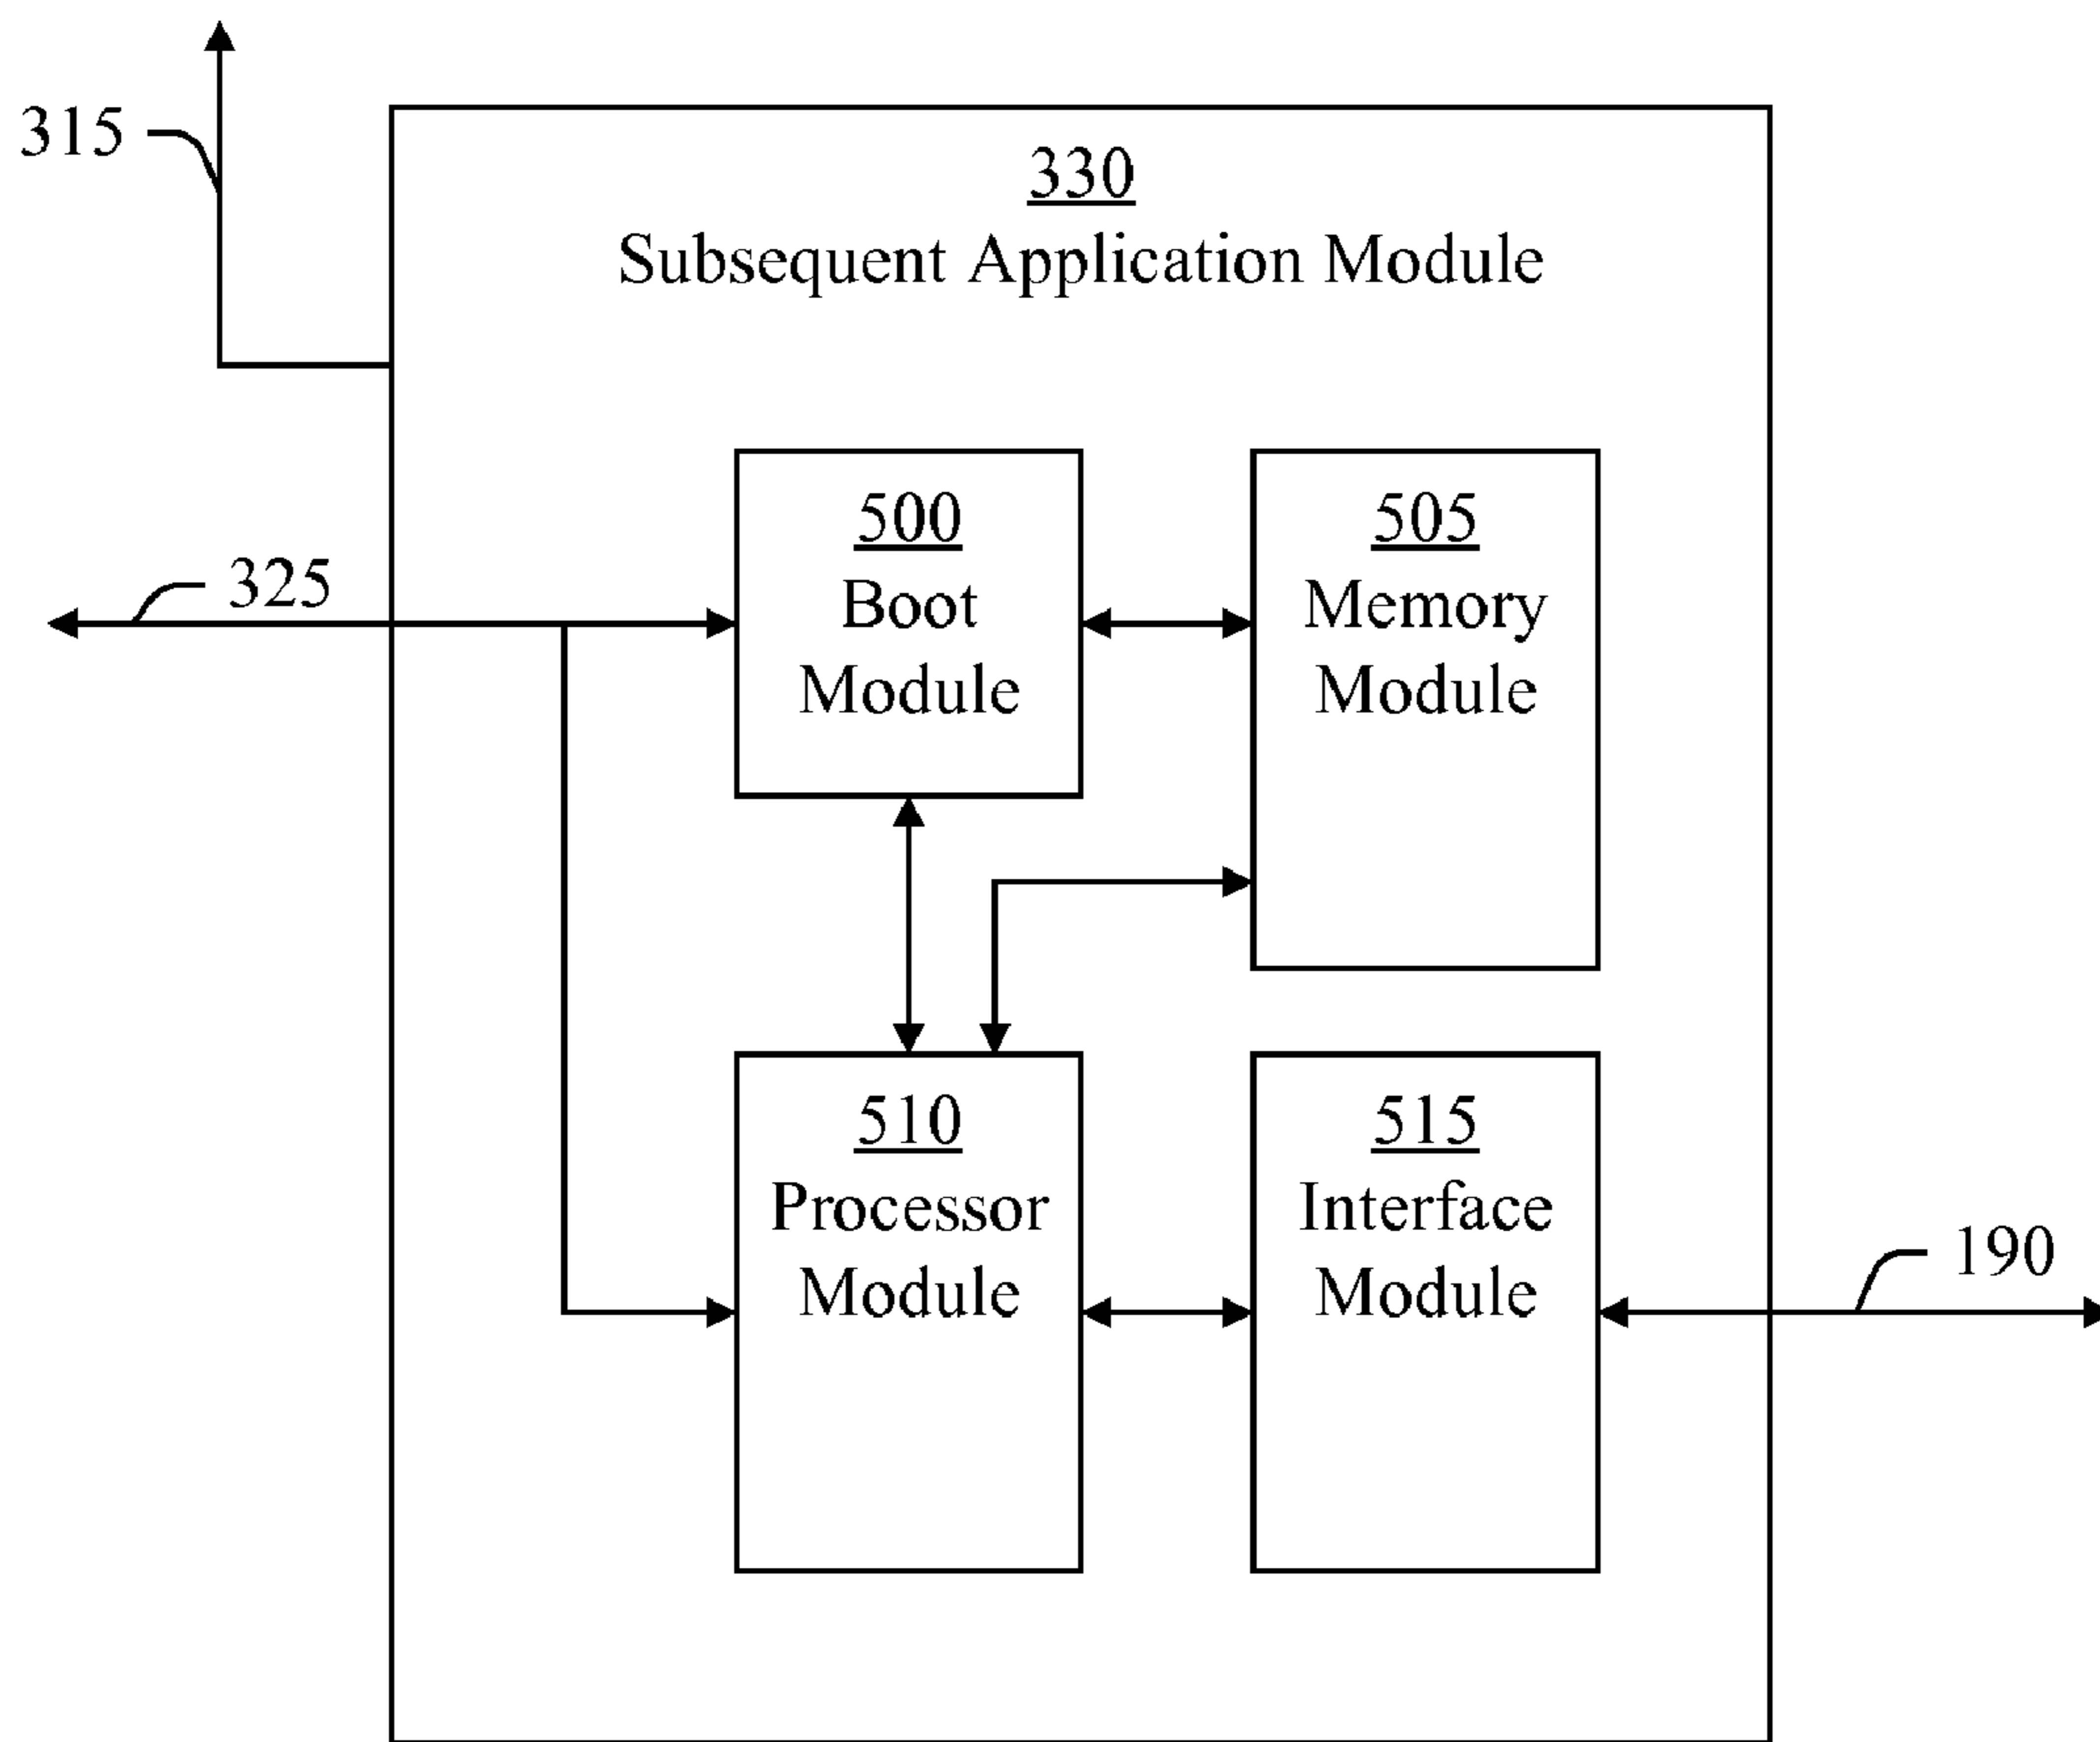 315
330
Subsequent Application Module
325
500
Boot
Module
505
Memory
Module
510
Processor
Module
515
Interface
Module
190